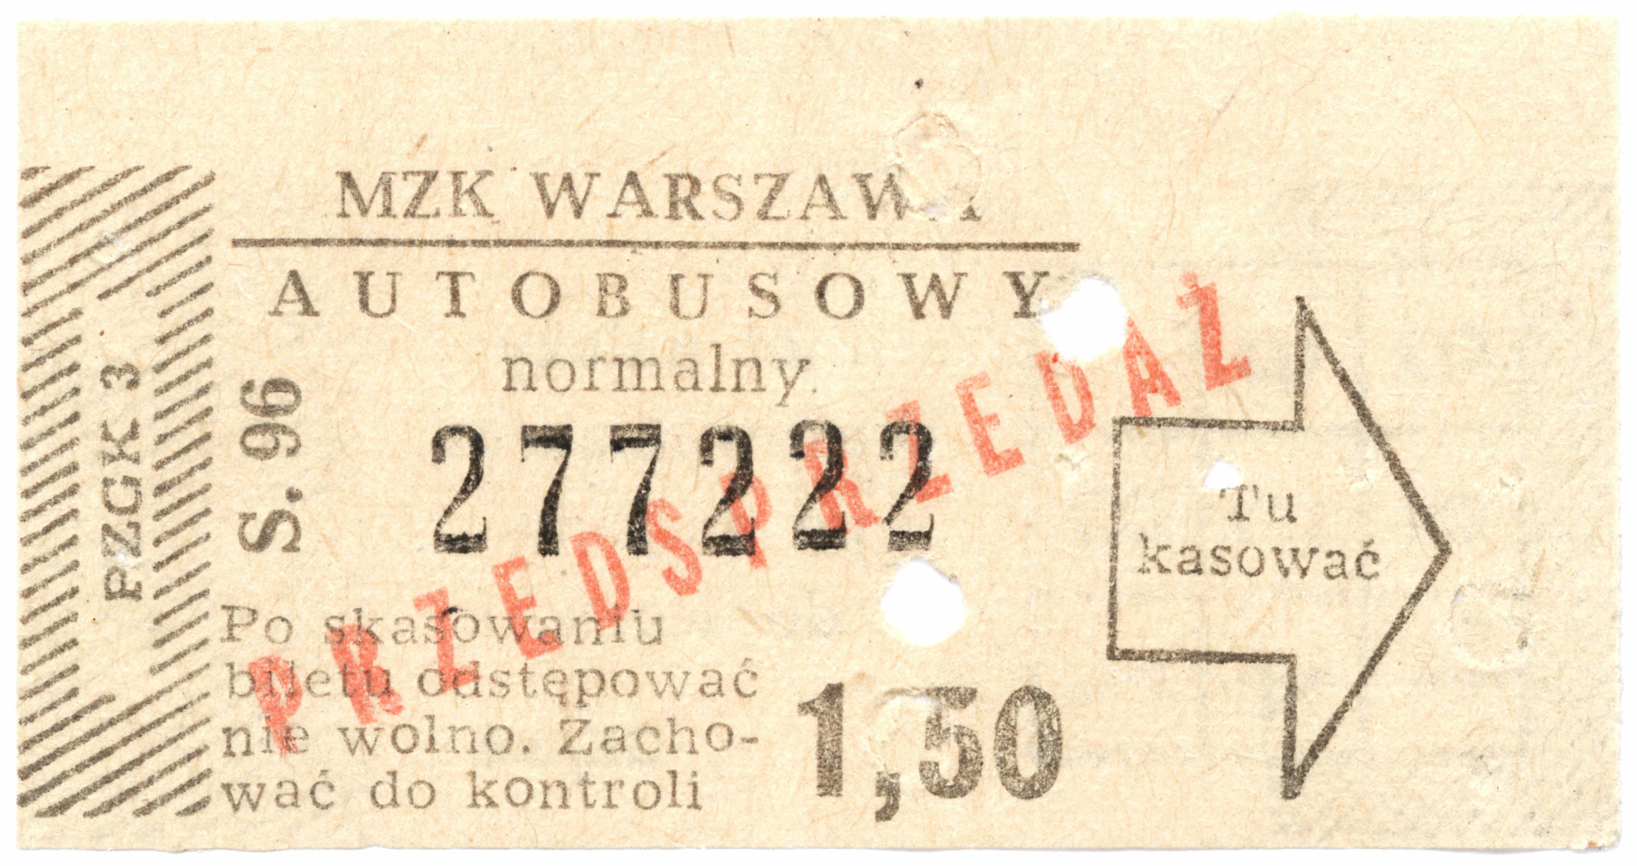 MZK WARSZAWA
AUTOBUSOWY
normalny
PZGK 3
S. 96
277222
PRZEDSPRZEDAŻ
Po skasowaniu
biletu odstępować
nie wolno. Zacho-
wać do kontroli
1,50
Tu
kasować